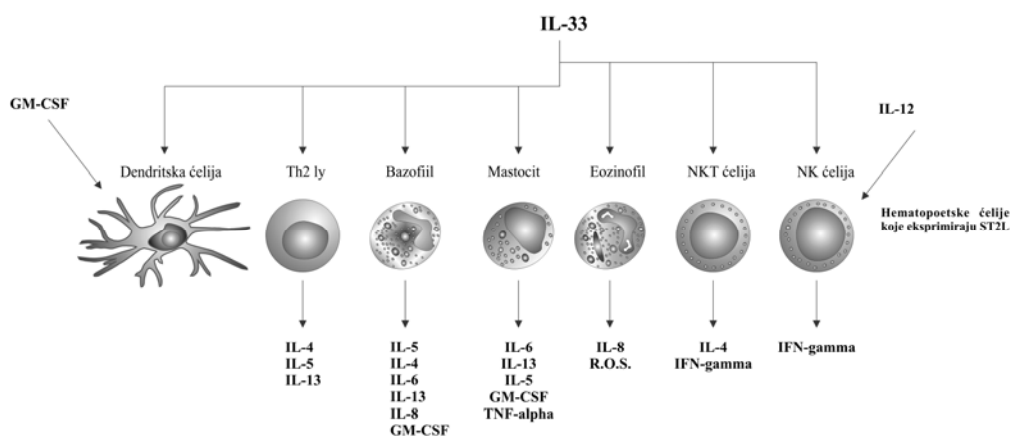 IL-33
GM-CSF
IL-12
Dendritska ćelija
Th2 ly
Bazofiil
Mastocit
Eozinofil
NKT ćelija
NK ćelija
Hematopoetske ćelije
koje eksprimiraju ST2L
IL-4
IL-5
IL-13
IL-5
IL-4
IL-6
IL-13
IL-8
GM-CSF
IL-6
IL-13
IL-5
GM-CSF
TNF-alpha
IL-8
R.O.S.
IL-4
IFN-gamma
IFN-gamma